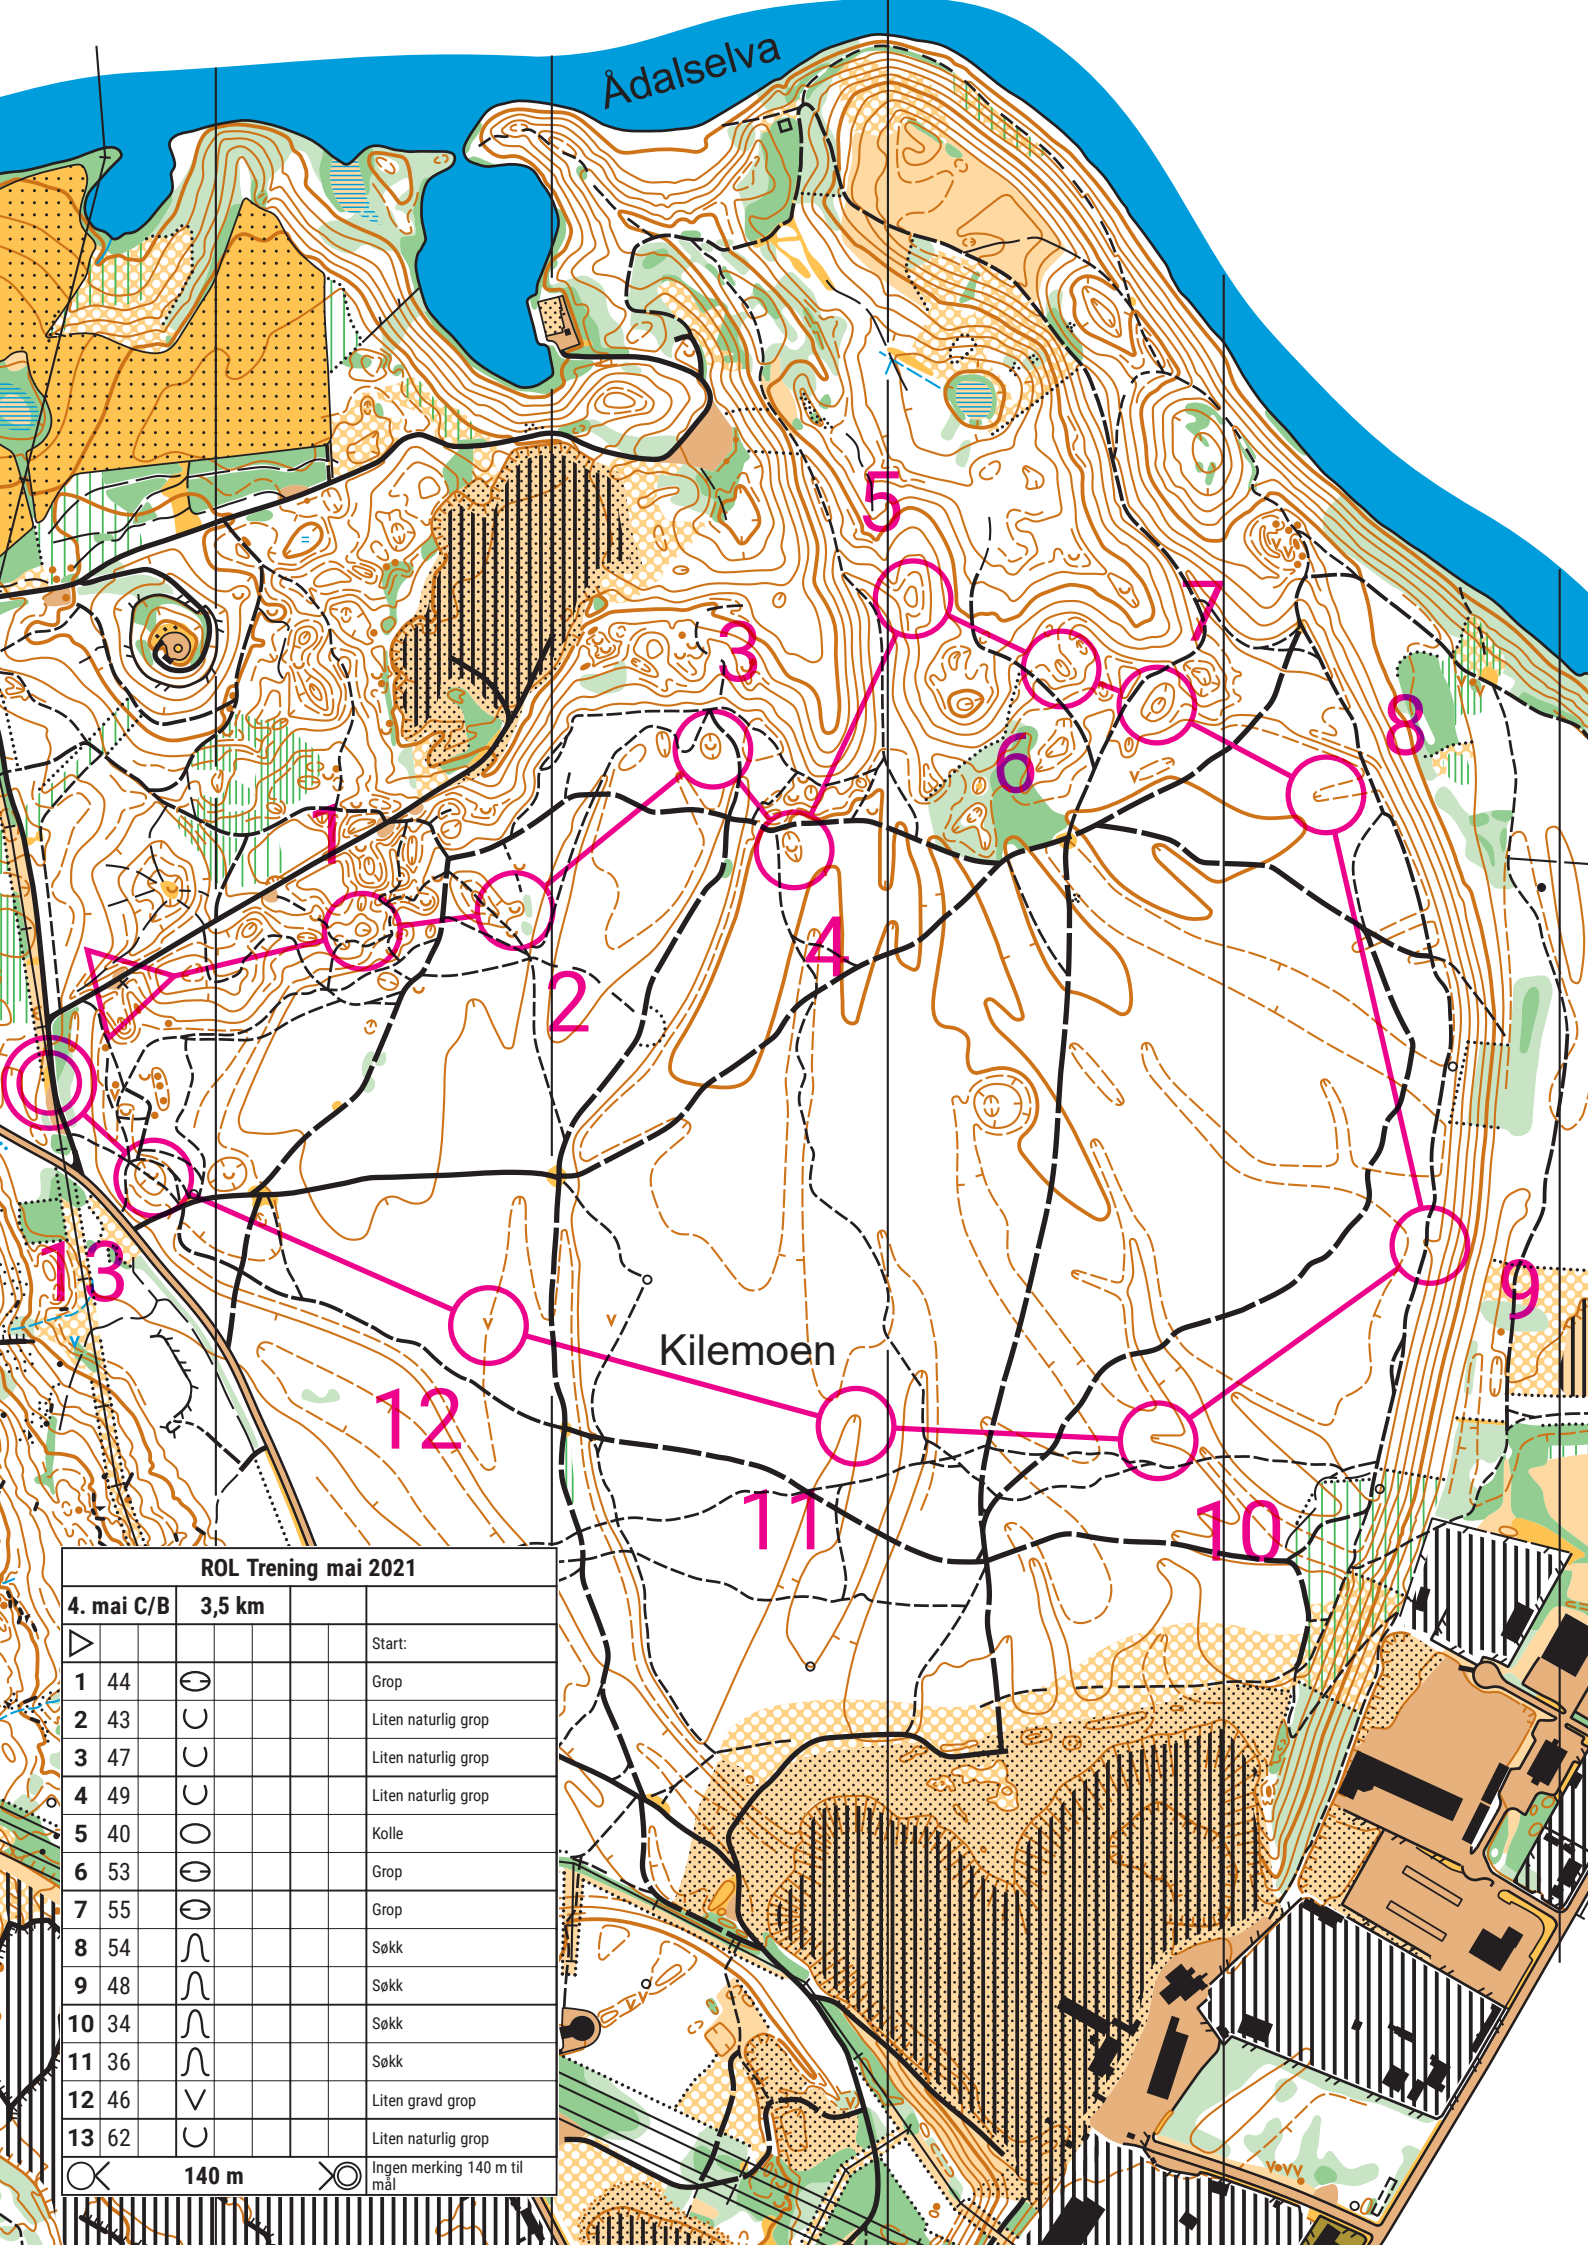 Ådalselva
5
3
7
8
6
1
4
2
13
9
Kilemoen
12
11
10
ROL Trening mai 2021
4. mai C/B 3,5 km
Start:
1 44 Grop
2 43 Liten naturlig grop
3 47 Liten naturlig grop
4 49 Liten naturlig grop
5 40 Kolle
6 53 Grop
7 55 Grop
8 54 Søkk
9 48 Søkk
10 34 Søkk
11 36 Søkk
12 46 Liten gravd grop
13 62 Liten naturlig grop
140 m Ingen merking 140 m til
mål